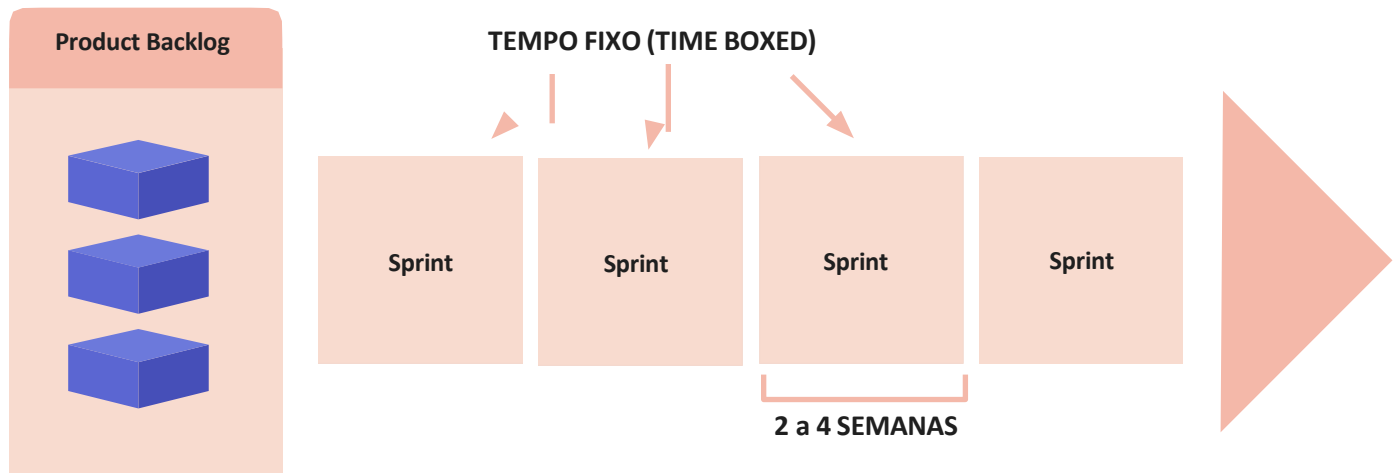 Product Backlog
TEMPO FIXO (TIME BOXED)
Sprint
Sprint
Sprint
Sprint
2 a 4 SEMANAS